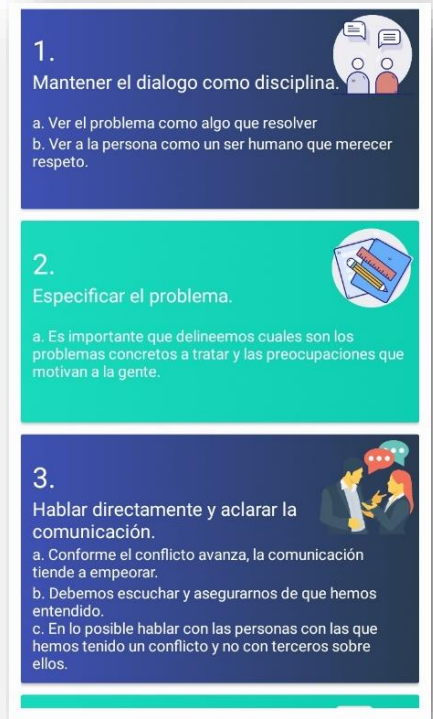 1.
Mantener el dialogo como disciplina.
a. Ver el problema como algo que resolver
b. Ver a la persona como un ser humano que merecer
respeto.
2.
Especificar el problema.
a. Es importante que delineemos cuales son los
problemas concretos a tratar y las preocupaciones que
motivan a la gente.
3.
Hablar directamente y aclarar la
comunicación.
a. Conforme el conflicto avanza, la comunicación
tiende a empeorar.
b. Debemos escuchar y asegurarnos de que hemos
entendido.
c. En lo posible hablar con las personas con las que
hemos tenido un conflicto y no con terceros sobre
ellos.